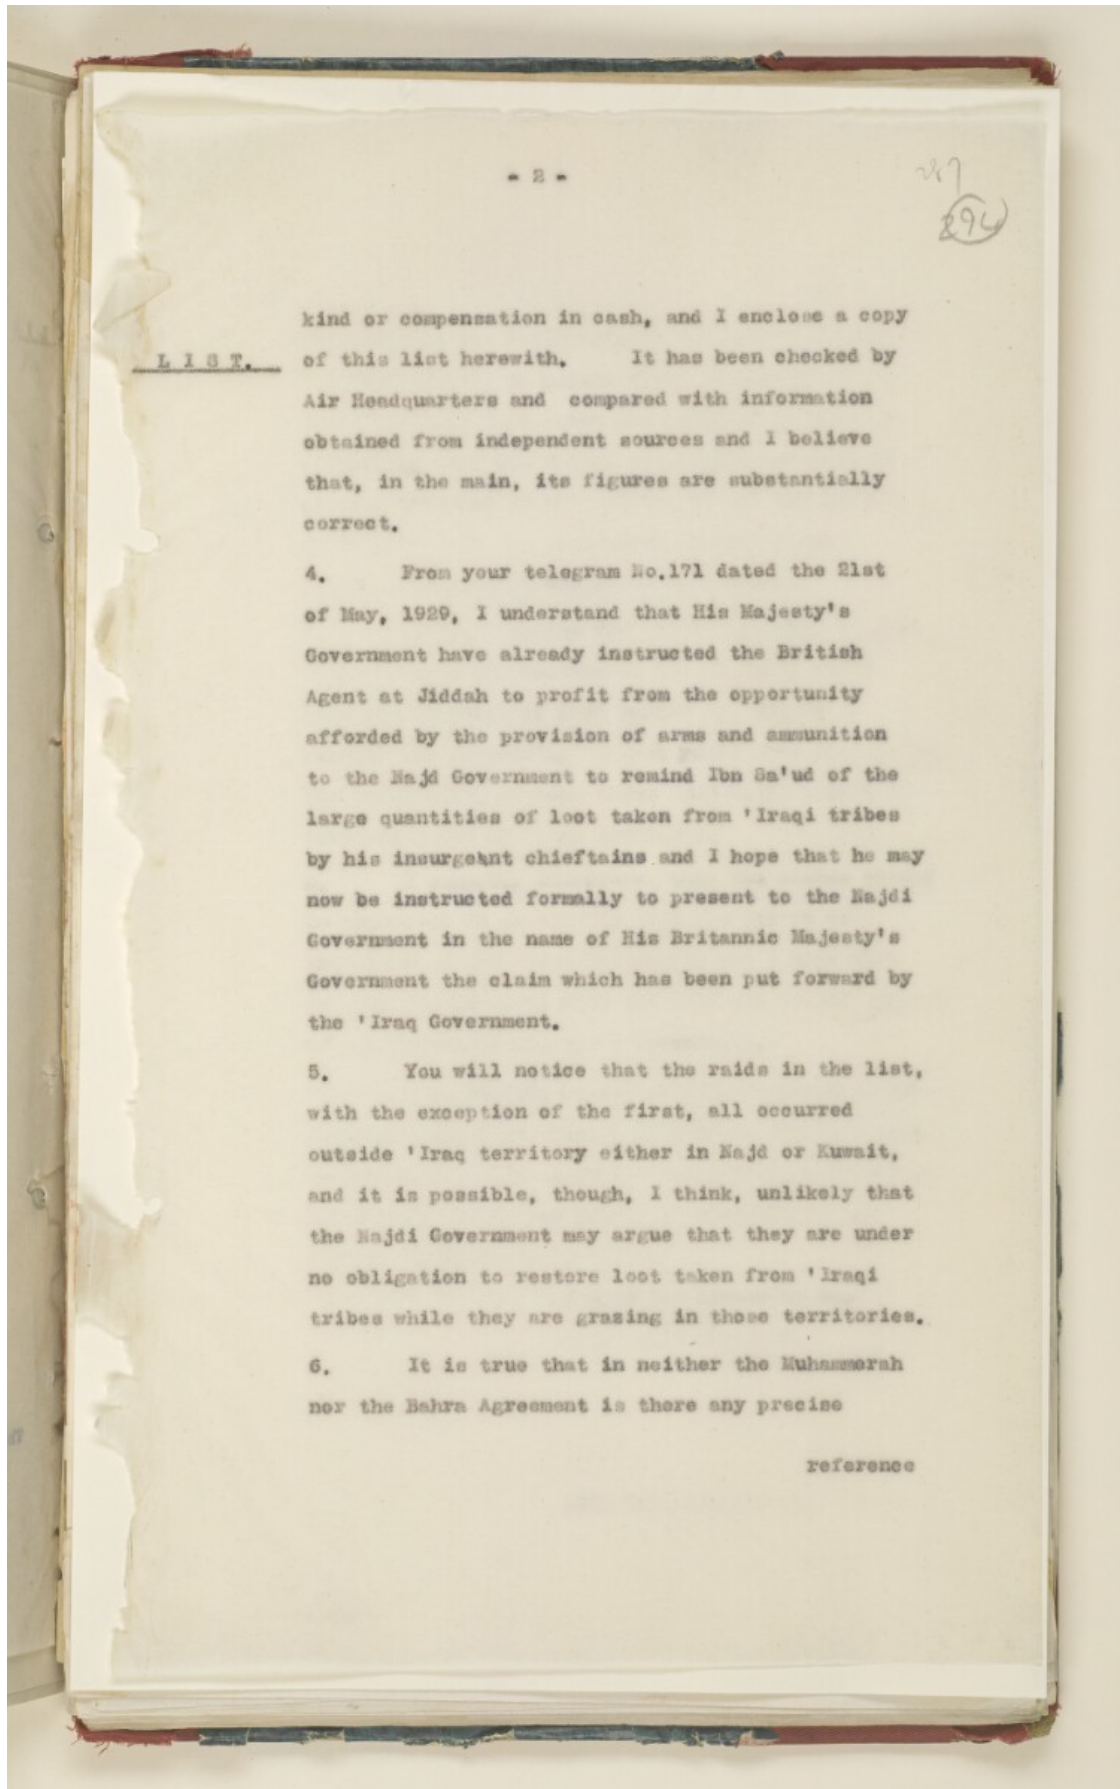 - 2 -
287
294
kind or compensation in cash, and I enclose a copy
L I S T.
of this list herewith. It has been checked by
Air Headquarters and compared with information
obtained from independent sources and I believe
that, in the main, its figures are substantially
correct.
4. From your telegram No.171 dated the 21st
of May, 1929, I understand that His Majesty's
Government have already instructed the British
Agent at Jiddah to profit from the opportunity
afforded by the provision of arms and ammunition
to the Najd Government to remind Ibn Sa'ud of the
large quantities of loot taken from 'Iraqi tribes
by his insurgent chieftains and I hope that he may
now be instructed formally to present to the Najdi
Government in the name of His Britannic Majesty's
Government the claim which has been put forward by
the 'Iraq Government.
5. You will notice that the raids in the list,
with the exception of the first, all occurred
outside 'Iraq territory either in Najd or Kuwait,
and it is possible, though, I think, unlikely that
the Najdi Government may argue that they are under
no obligation to restore loot taken from 'Iraqi
tribes while they are grazing in those territories.
6. It is true that in neither the Muhammerah
nor the Bahra Agreement is there any precise
reference